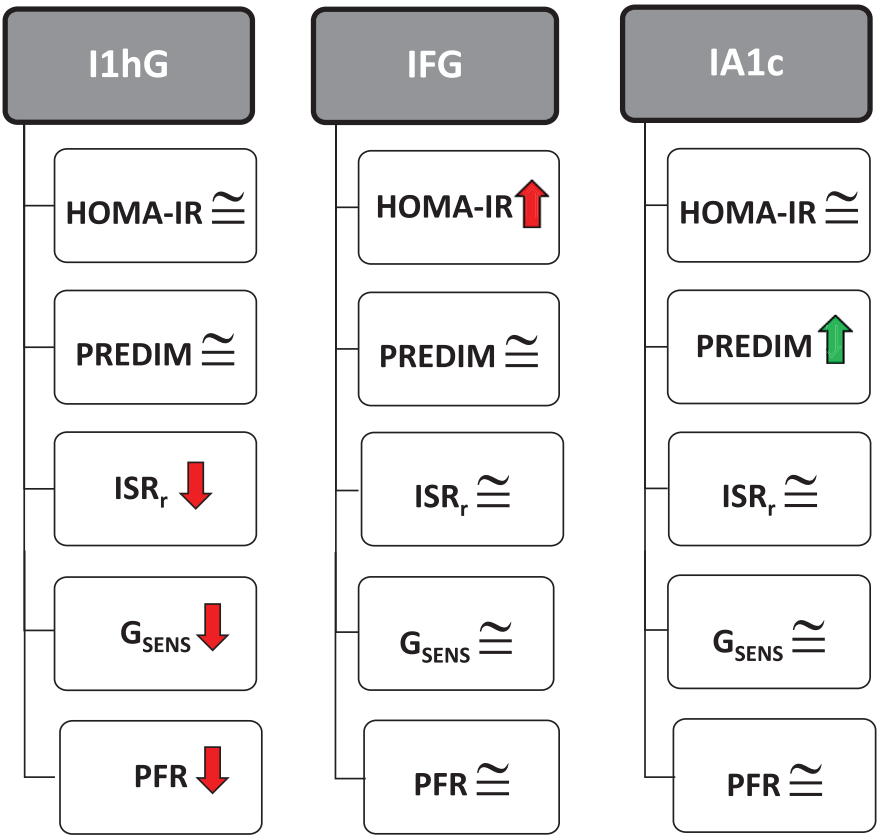 I1hG
HOMA-IR ≅
PREDIM ≅
ISRr ↓
GSENS ↓
PFR ↓
IFG
HOMA-IR ↑
PREDIM ≅
ISRr ≅
GSENS ≅
PFR ≅
IA1c
HOMA-IR ≅
PREDIM ↑
ISRr ≅
GSENS ≅
PFR ≅